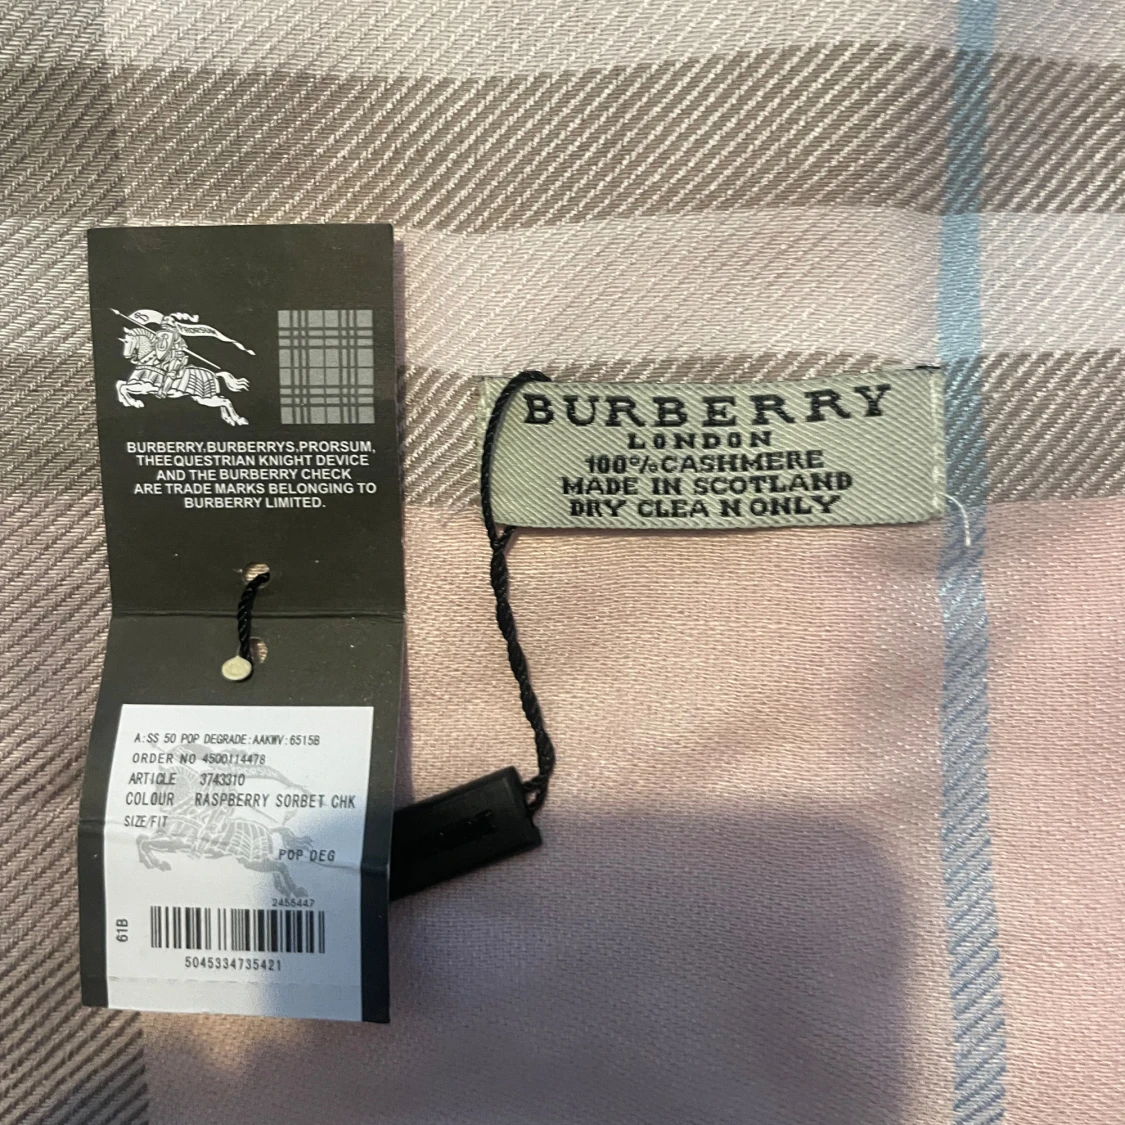 PRORSUM
BURBERRY,BURBERRYS,PRORSUM,
THEEQUESTRIAN KNIGHT DEVICE
AND THE BURBERRY CHECK
ARE TRADE MARKS BELONGING TO
BURBERRY LIMITED.
A:SS 50 POP DEGRADE:AAKWV:6515B
ORDER NO 4500114478
ARTICLE 3743310
COLOUR RASPBERRY SORBET CHK
SIZE/FIT
POP DEG
2455447
61B
5045334735421
BURBERRY
LONDON
100%CASHMERE
MADE IN SCOTLAND
DRY CLEA N ONLY